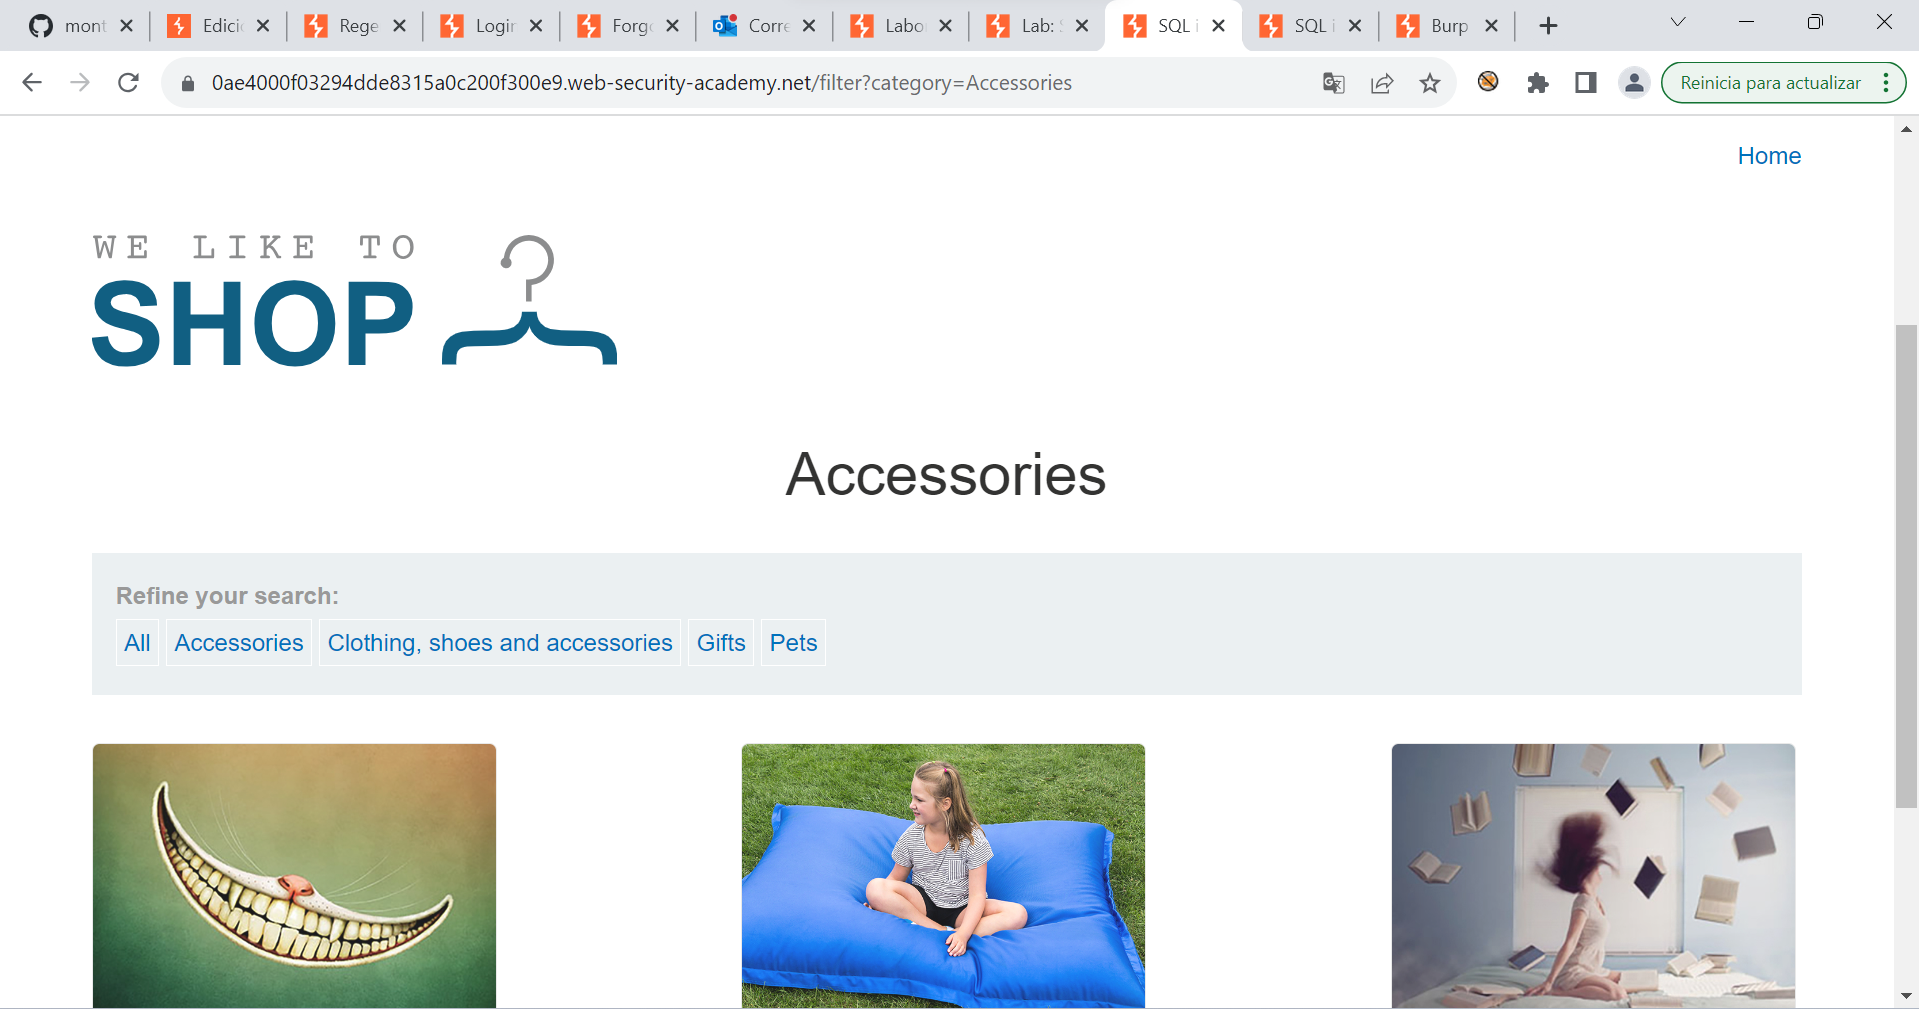 mont
Edici
Rege
Login
Forgo
Corre
Labo
Lab: S
SQL i
SQL i
Burp
0ae4000f03294dde8315a0c200f300e9.web-security-academy.net/filter?category=Accessories
Reinicia para actualizar
Home
WE LIKE TO
SHOP
Accessories
Refine your search:
All Accessories Clothing, shoes and accessories Gifts Pets